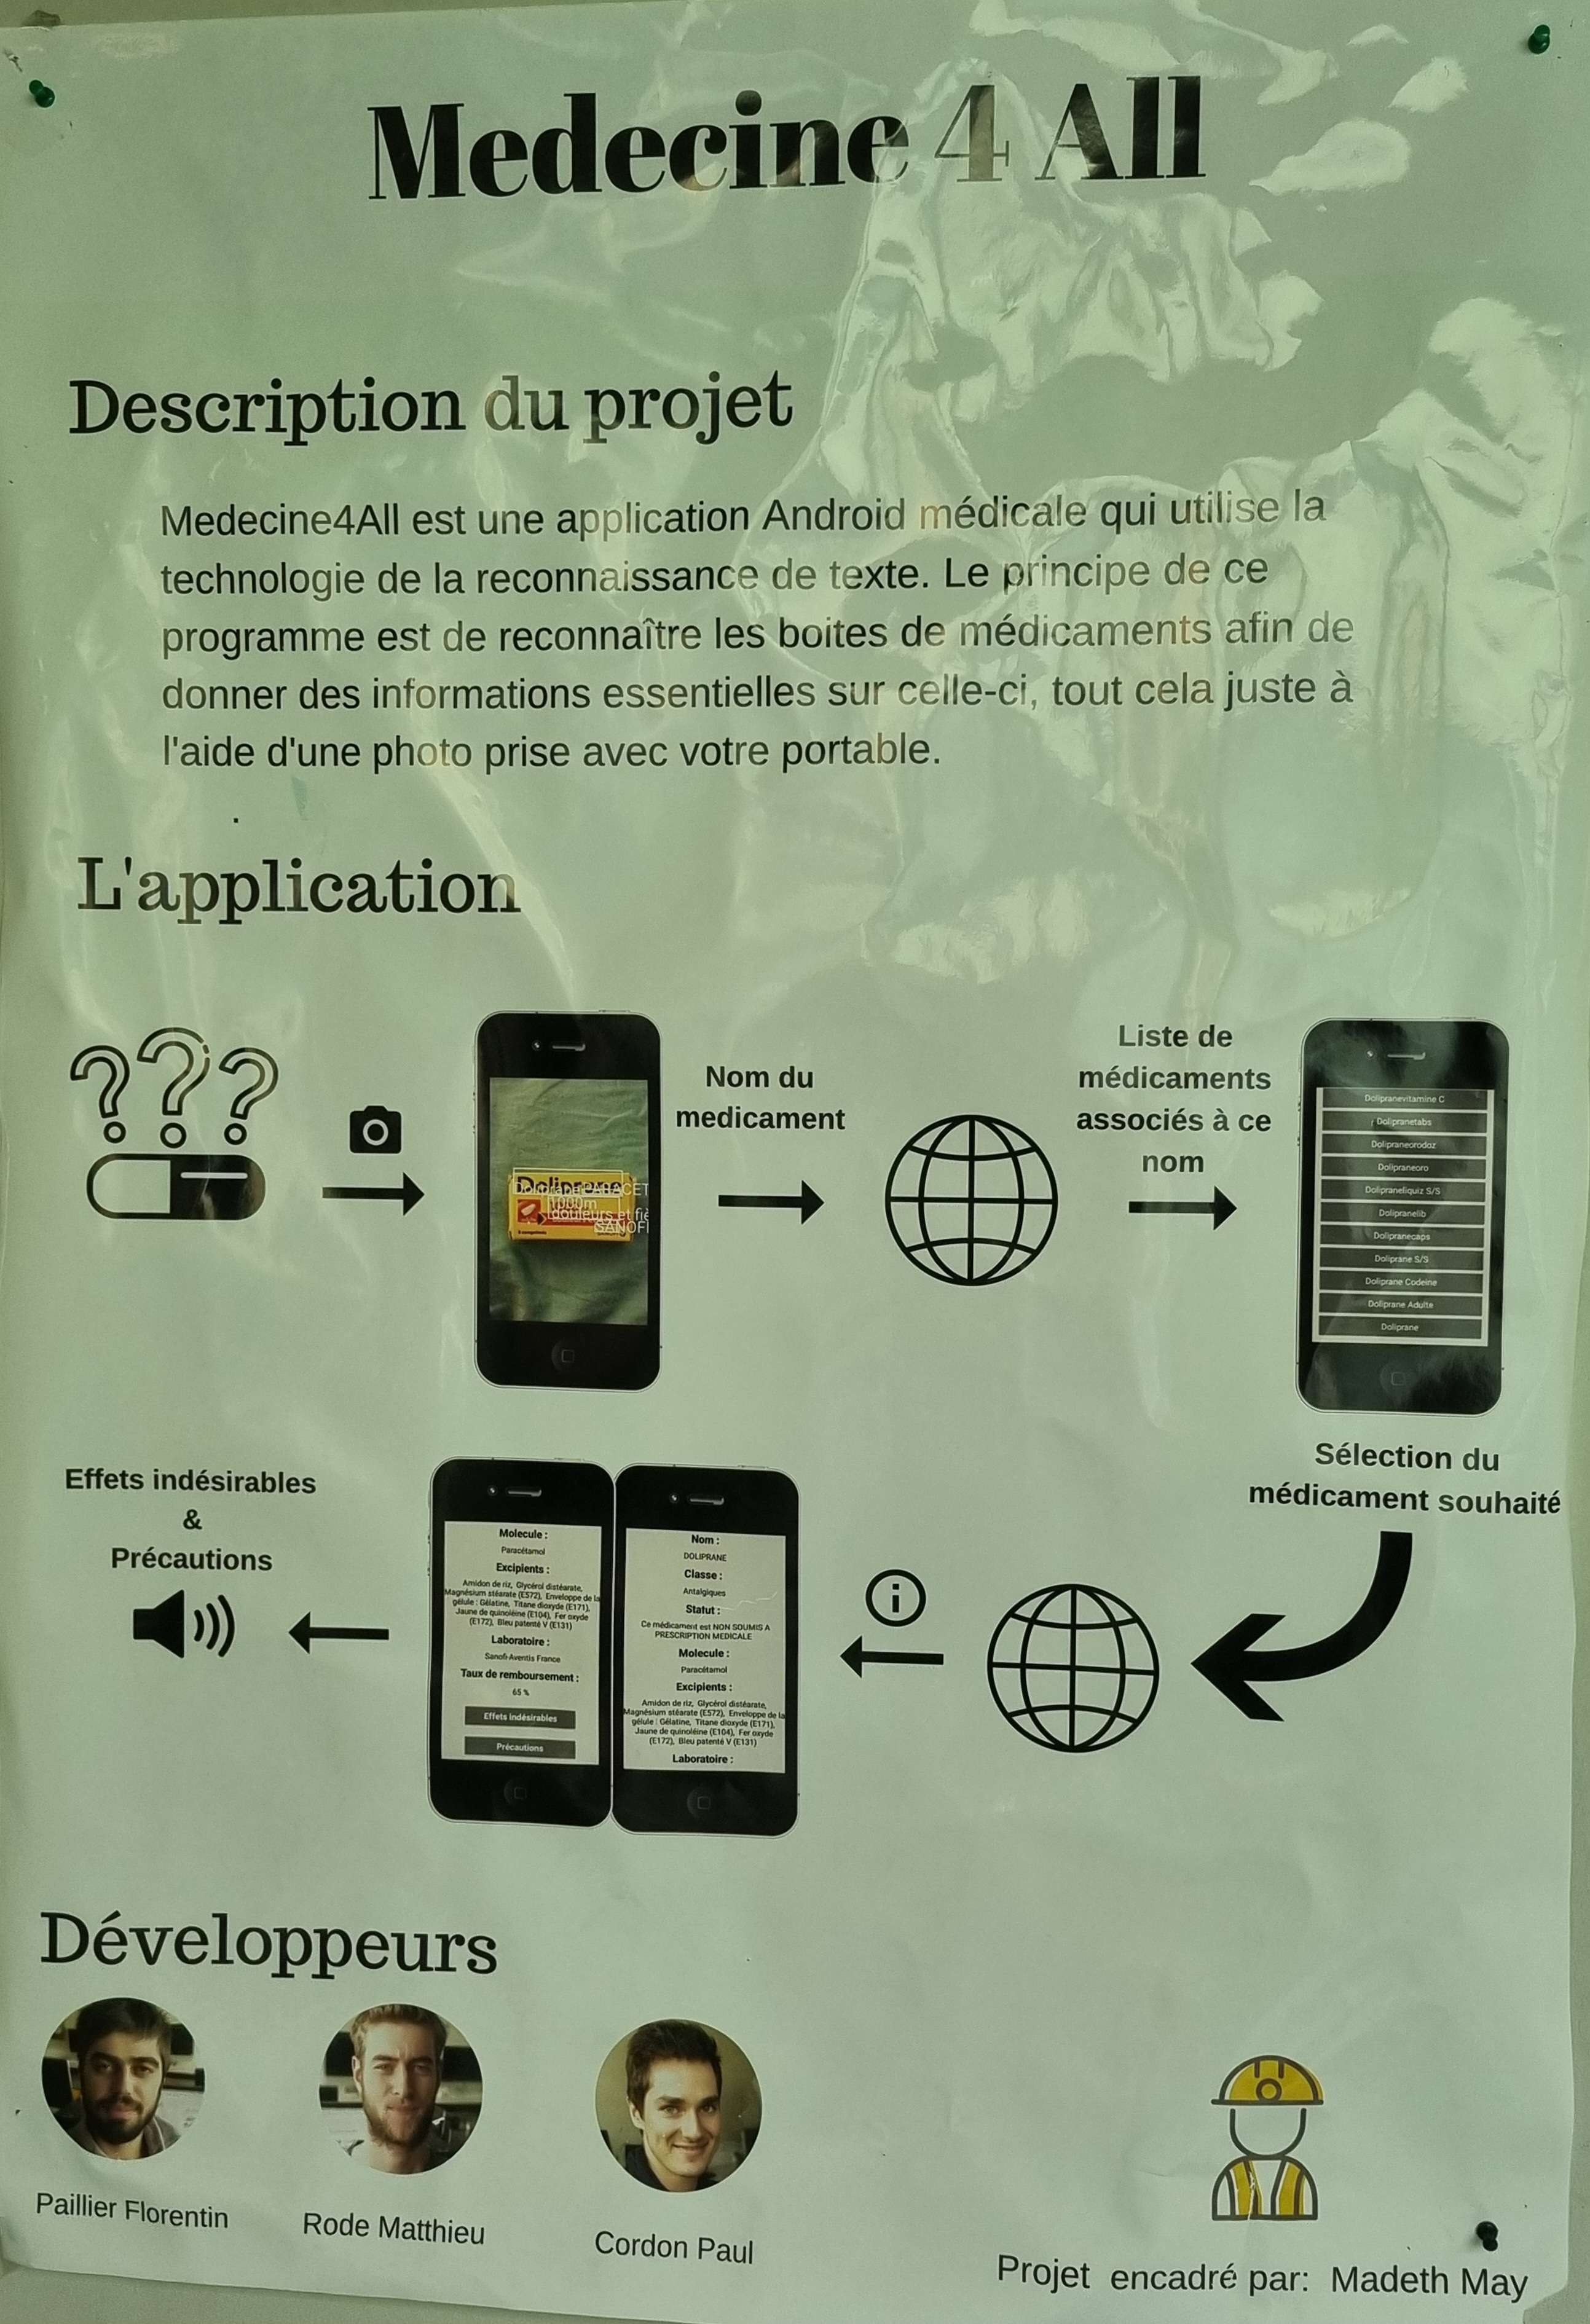 Medecine 4 All
Description du projet
Medecine4All est une application Android médicale qui utilise la
technologie de la reconnaissance de texte. Le principe de ce
programme est de reconnaître les boites de médicaments afin de
donner des informations essentielles sur celle-ci, tout cela juste à
l'aide d'une photo prise avec votre portable.
.
L'application
???
Doliprane
Doliprane PARACET
1000m
douleurs et fiè
SANOFI
Nom du
medicament
Liste de
médicaments
associés à ce
nom
Dolipranevitamine C
Dolipranetabs
Dolipraneorodoz
Dolipraneoro
Dolipraneliquiz S/S
Dolipranelib
Dolipranecaps
Doliprane S/S
Doliprane Codeine
Doliprane Adulte
Doliprane
Sélection du
médicament souhaité
i
Nom :
DOLIPRANE
Classe :
Antalgiques
Statut :
Ce médicament est NON SOUMIS A
PRESCRIPTION MEDICALE
Molecule :
Paracétamol
Excipients :
Amidon de riz, Glycérol distéarate,
Magnésium stéarate (E572), Enveloppe de la
gélule : Gélatine, Titane dioxyde (E171),
Jaune de quinoléine (E104), Fer oxyde
(E172), Bleu patenté V (E131)
Laboratoire :
Molecule :
Paracétamol
Excipients :
Amidon de riz, Glycérol distéarate,
Magnésium stéarate (E572), Enveloppe de la
gélule : Gélatine, Titane dioxyde (E171),
Jaune de quinoléine (E104), Fer oxyde
(E172), Bleu patenté V (E131)
Laboratoire :
Sanofi-Aventis France
Taux de remboursement :
65 %
Effets indésirables
Précautions
Effets indésirables
&
Précautions
Développeurs
Paillier Florentin
Rode Matthieu
Cordon Paul
Projet encadré par: Madeth May